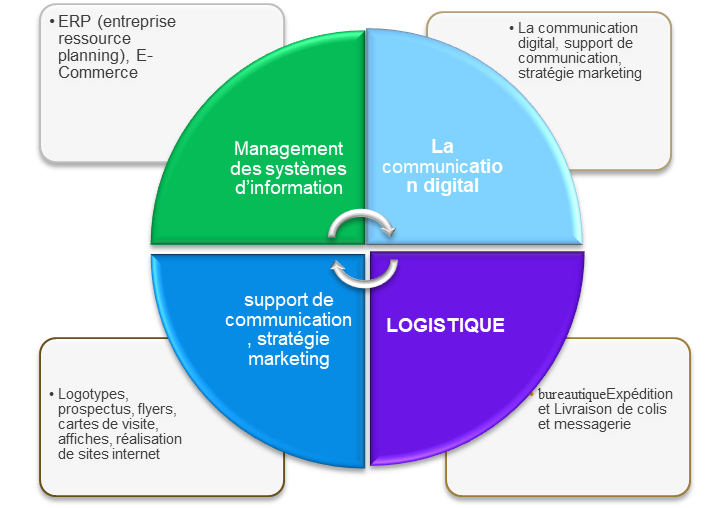 • ERP (entreprise
ressource
planning), E-
Commerce
• La communication
digital, support de
communication,
stratégie marketing
Management
des systèmes
d’information
La
communicatio
n digital
support de
communication
, stratégie
marketing
LOGISTIQUE
• Logotypes,
prospectus, flyers,
cartes de visite,
affiches, réalisation
de sites internet
• bureautiqueExpédition
et Livraison de colis
et messagerie